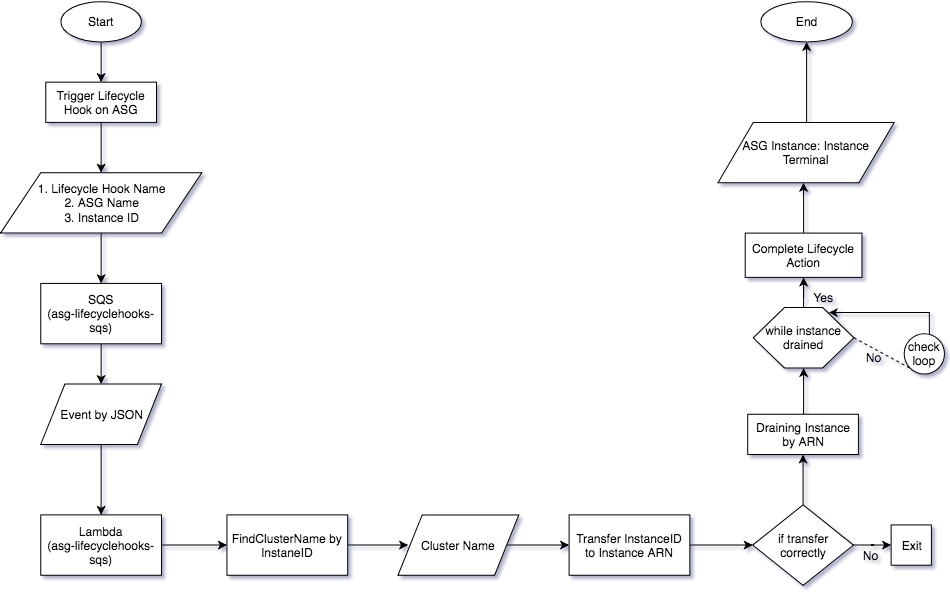 Start
Trigger Lifecycle
Hook on ASG
1. Lifecycle Hook Name
2. ASG Name
3. Instance ID
SQS
(asg-lifecyclehooks-
sqs)
Event by JSON
Lambda
(asg-lifecyclehooks-
sqs)
FindClusterName by
InstaneID
Cluster Name
Transfer InstanceID
to Instance ARN
if transfer
correctly
No
Exit
Draining Instance
by ARN
while instance
drained
No
check
loop
Yes
Complete Lifecycle
Action
ASG Instance: Instance
Terminal
End